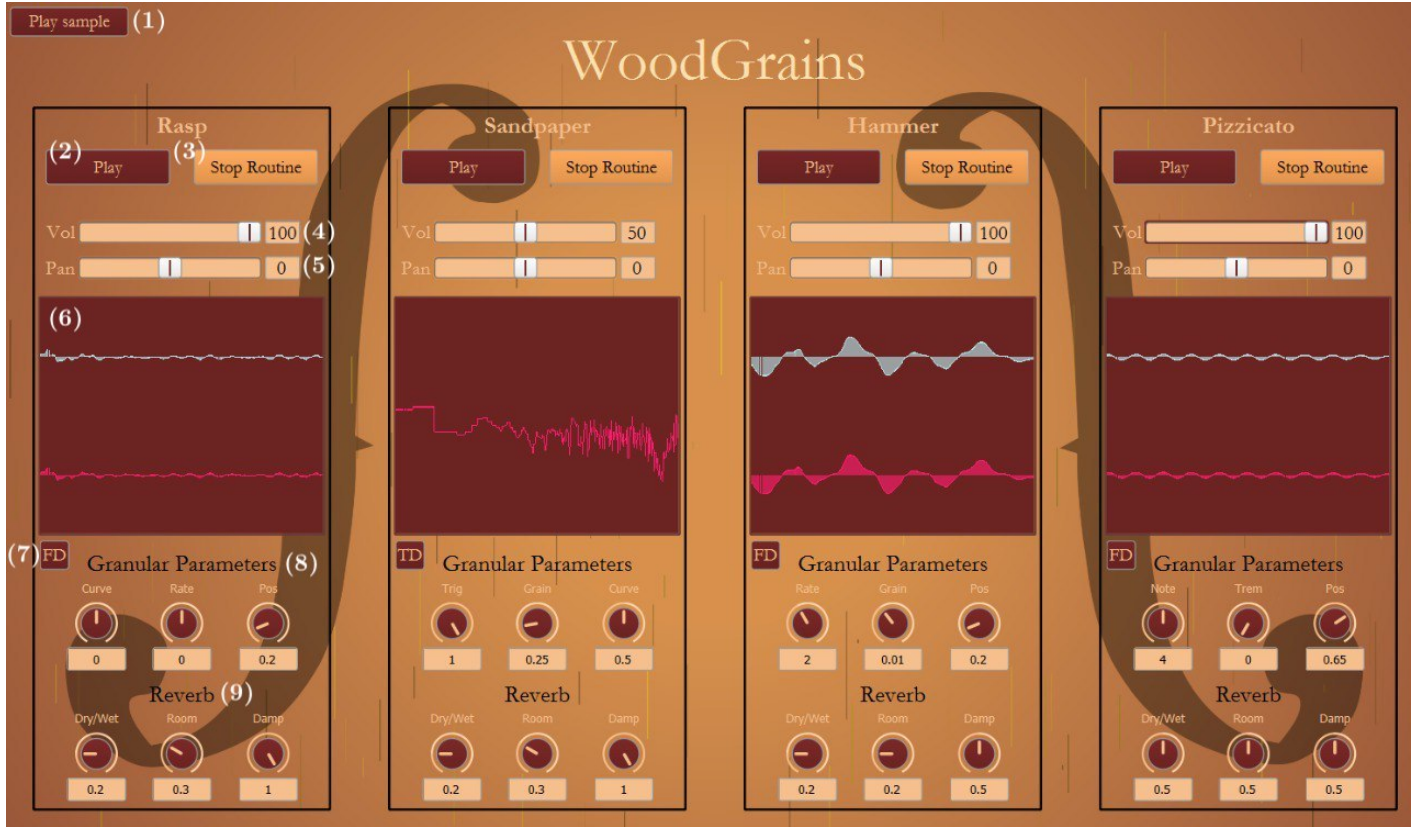 Play sample (1)
WoodGrains
Rasp
(2) Play (3) Stop Routine
Vol 100 (4)
Pan 0 (5)
(6)
(7) FD
Granular Parameters (8)
Curve Rate Pos
0 0 0.2
Reverb (9)
Dry/Wet Room Damp
0.2 0.3 1
Sandpaper
Play Stop Routine
Vol 50
Pan 0
TD
Granular Parameters
Trig Grain Curve
1 0.25 0.5
Reverb
Dry/Wet Room Damp
0.2 0.3 1
Hammer
Play Stop Routine
Vol 100
Pan 0
FD
Granular Parameters
Rate Grain Pos
2 0.01 0.2
Reverb
Dry/Wet Room Damp
0.2 0.2 0.5
Pizzicato
Play Stop Routine
Vol 100
Pan 0
FD
Granular Parameters
Note Trem Pos
4 0 0.65
Reverb
Dry/Wet Room Damp
0.5 0.5 0.5